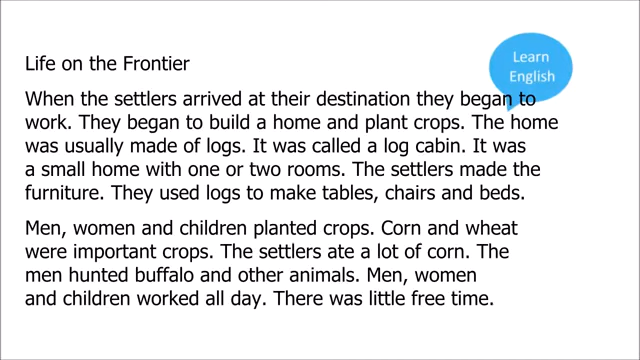 Learn
English
Life on the Frontier
When the settlers arrived at their destination they began to
work. They began to build a home and plant crops. The home
was usually made of logs. It was called a log cabin. It was
a small home with one or two rooms. The settlers made the
furniture. They used logs to make tables, chairs and beds.
Men, women and children planted crops. Corn and wheat
were important crops. The settlers ate a lot of corn. The
men hunted buffalo and other animals. Men, women
and children worked all day. There was little free time.